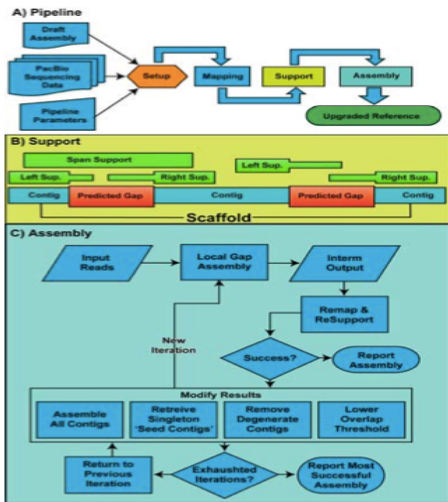 A) Pipeline
Draft
Assembly
PacBio
Sequencing
Data
Pipeline
Parameters
Setup
Mapping
Support
Assembly
Upgraded Reference
B) Support
Span Support
Left Sup.
Right Sup.
Left Sup.
Right Sup.
Contig
Predicted Gap
Contig
Predicted Gap
Contig
Scaffold
C) Assembly
Input
Reads
Local Gap
Assembly
Interm
Output
Remap &
ReSupport
New
Iteration
Success?
Report
Assembly
Modify Results
Assemble
All Contigs
Retreive
Singleton
'Seed Contigs'
Remove
Degenerate
Contigs
Lower
Overlap
Threshold
Return to
Previous
Iteration
Exhaushted
Iterations?
Report Most
Successful
Assembly